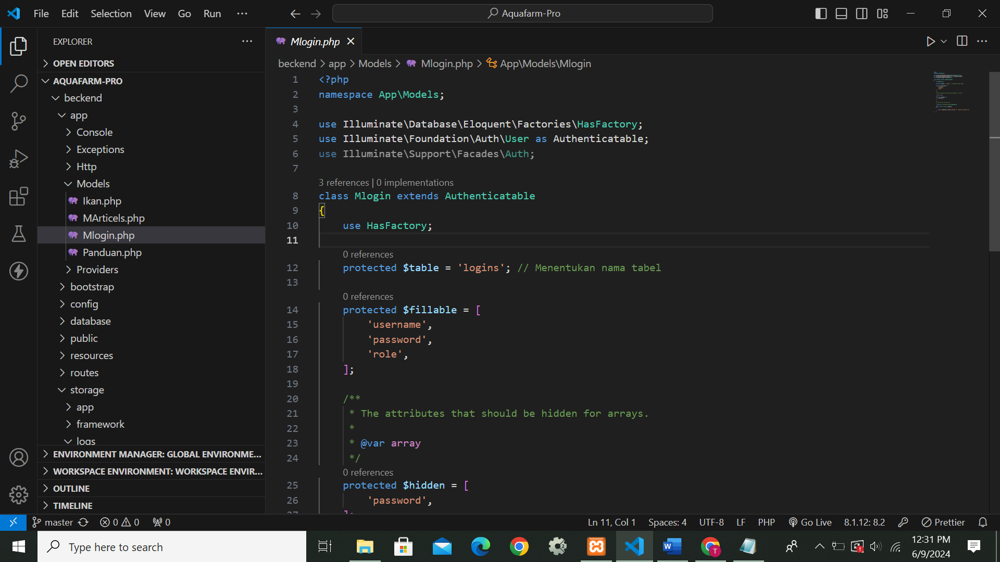 File Edit Selection View Go Run ···
Aquafarm-Pro
EXPLORER
OPEN EDITORS
AQUAFARM-PRO
beckend
app
Console
Exceptions
Http
Models
Ikan.php
MArticels.php
Mlogin.php
Panduan.php
Providers
bootstrap
config
database
public
resources
routes
storage
app
framework
logs
ENVIRONMENT MANAGER: GLOBAL ENVIRONME...
WORKSPACE ENVIRONMENT: WORKSPACE ENVIR...
OUTLINE
TIMELINE
Mlogin.php
beckend > app > Models > Mlogin.php > App\Models\Mlogin
1 <?php
2 namespace App\Models;
3
4 use Illuminate\Database\Eloquent\Factories\HasFactory;
5 use Illuminate\Foundation\Auth\User as Authenticatable;
6 use Illuminate\Support\Facades\Auth;
7
3 references | 0 implementations
8 class Mlogin extends Authenticatable
9 {
10 use HasFactory;
11
0 references
12 protected $table = 'logins'; // Menentukan nama tabel
13
0 references
14 protected $fillable = [
15 'username',
16 'password',
17 'role',
18 ];
19
20 /**
21 * The attributes that should be hidden for arrays.
22 *
23 * @var array
24 */
0 references
25 protected $hidden = [
26 'password',
27 ];
master 0 0 0
Ln 11, Col 1 Spaces: 4 UTF-8 LF PHP Go Live 8.1.12: 8.2 Prettier
Type here to search
12:31 PM
6/9/2024